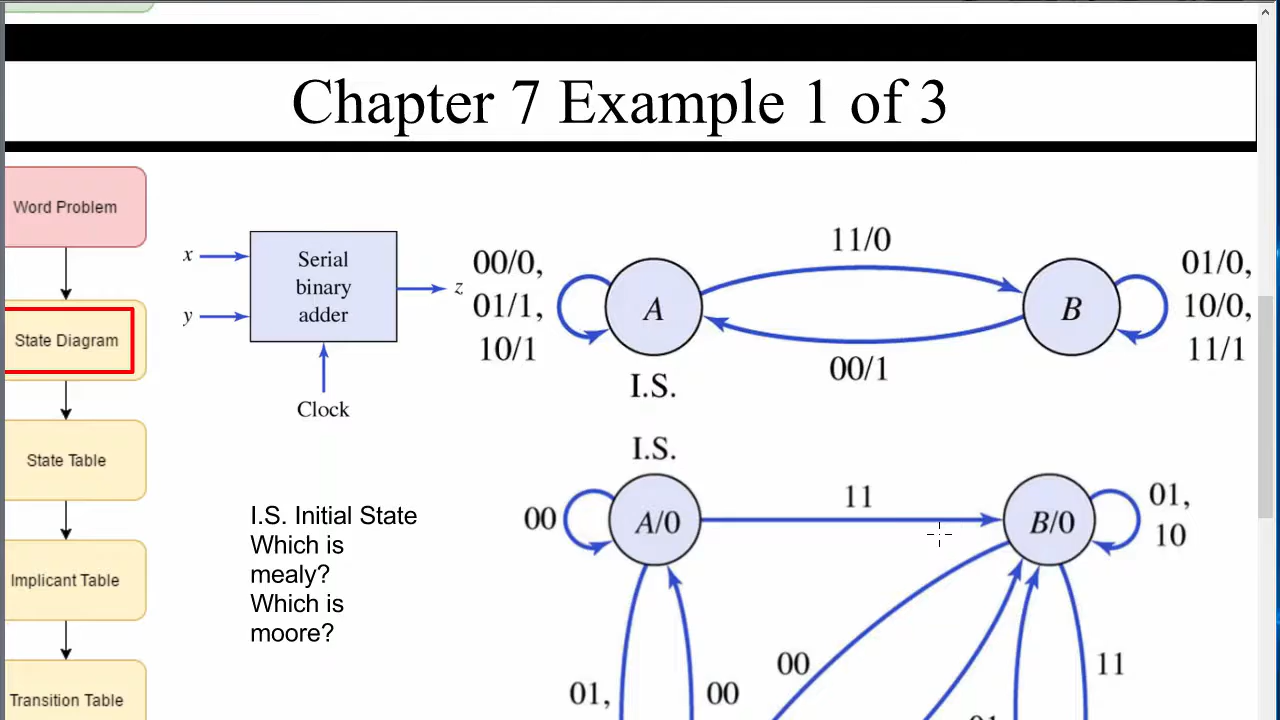 Chapter 7 Example 1 of 3
Word Problem
State Diagram
State Table
Implicant Table
Transition Table
x
y
Serial
binary
adder
z
Clock
00/0,
01/1,
10/1
A
I.S.
11/0
00/1
B
01/0,
10/0,
11/1
I.S. Initial State
Which is
mealy?
Which is
moore?
I.S.
00
A/0
11
B/0
01,
10
01,
00
00
11